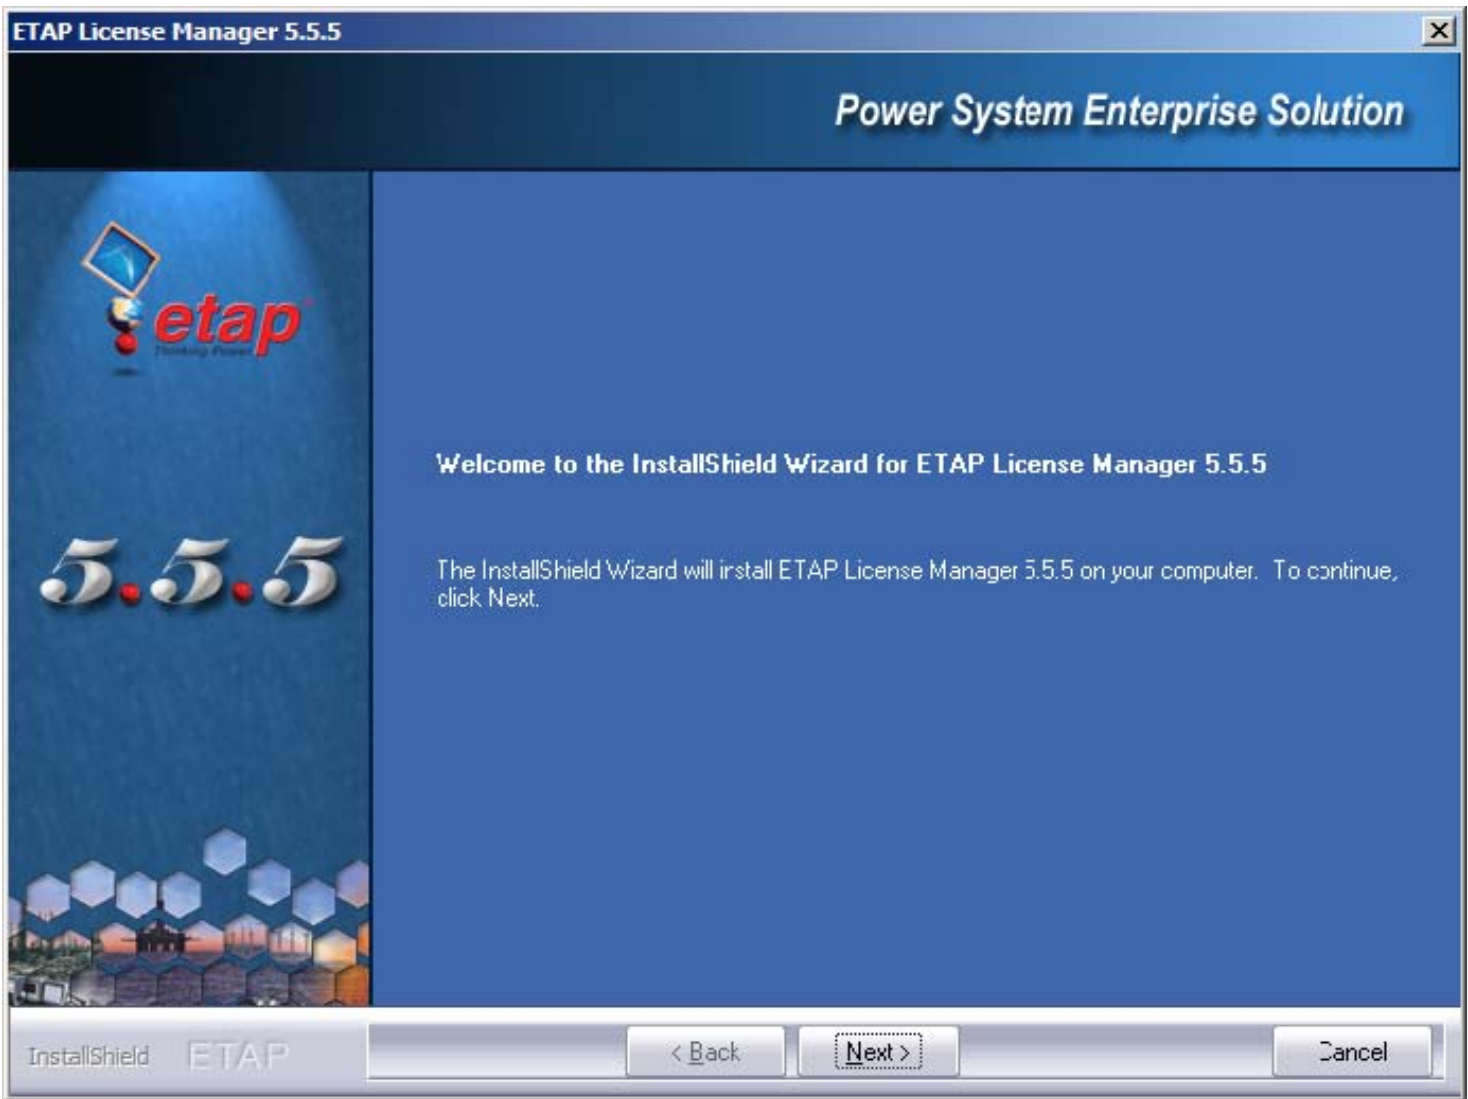 ETAP License Manager 5.5.5
Power System Enterprise Solution
etap
Thinking Power
5.5.5
Welcome to the InstallShield Wizard for ETAP License Manager 5.5.5
The InstallShield Wizard will install ETAP License Manager 5.5.5 on your computer. To continue,
click Next.
InstallShield ETAP < Back Next > Cancel